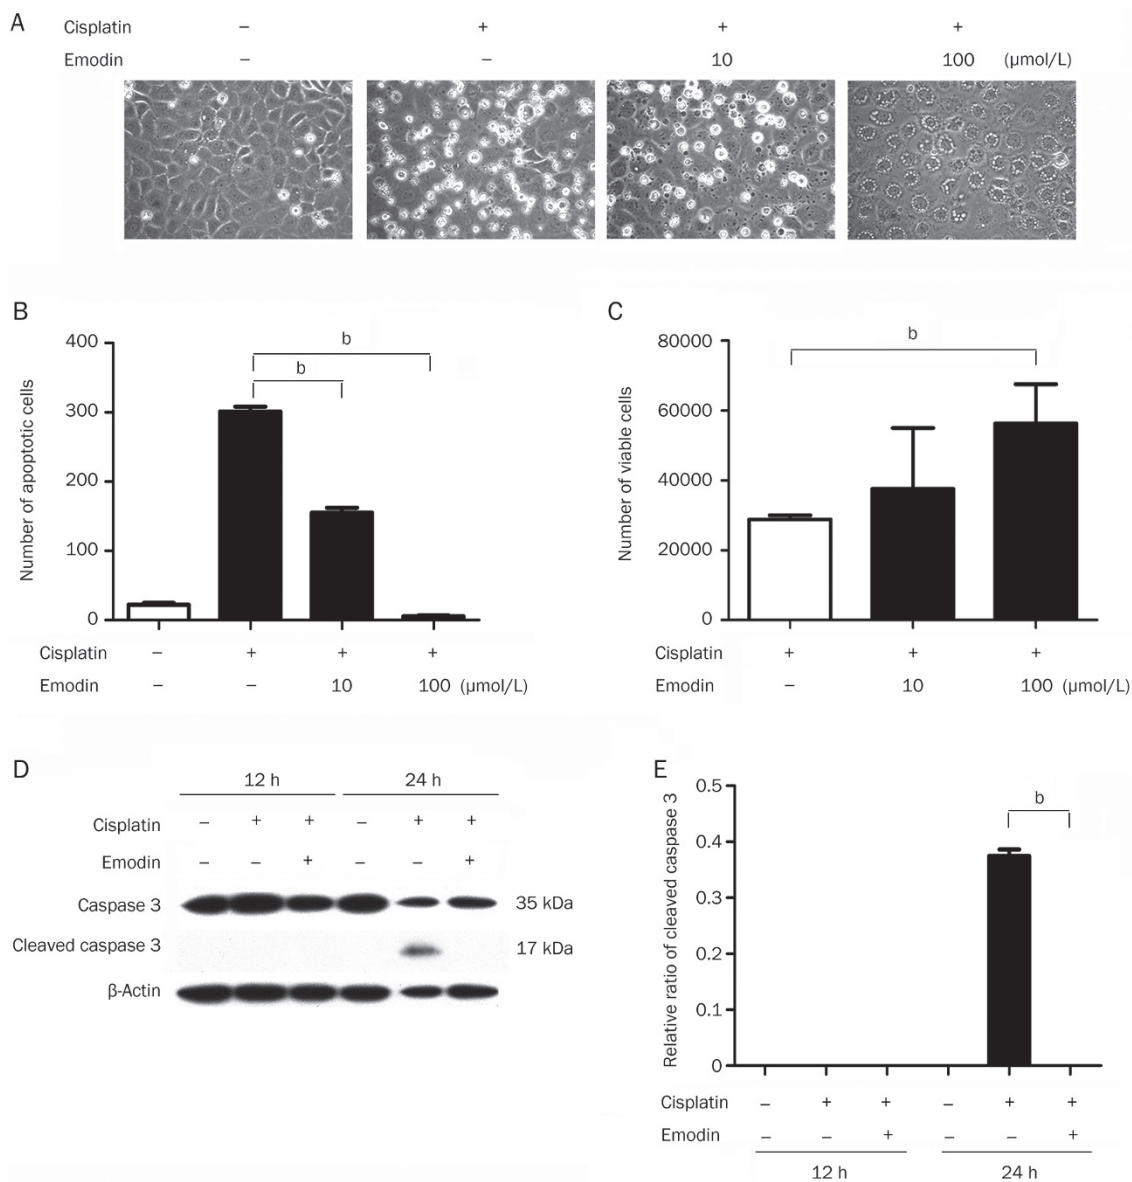 A
Cisplatin – + + +
Emodin – – 10 100 (µmol/L)
B
Number of apoptotic cells
400
300
200
100
0
b
b
Cisplatin – + + +
Emodin – – 10 100 (µmol/L)
C
Number of viable cells
80000
60000
40000
20000
0
b
Cisplatin + + +
Emodin – 10 100 (µmol/L)
D
12 h 24 h
Cisplatin – + + – + +
Emodin – – + – – +
Caspase 3 35 kDa
Cleaved caspase 3 17 kDa
β-Actin
E
Relative ratio of cleaved caspase 3
0.5
0.4
0.3
0.2
0.1
0
b
Cisplatin – + + – + +
Emodin – – + – – +
12 h 24 h